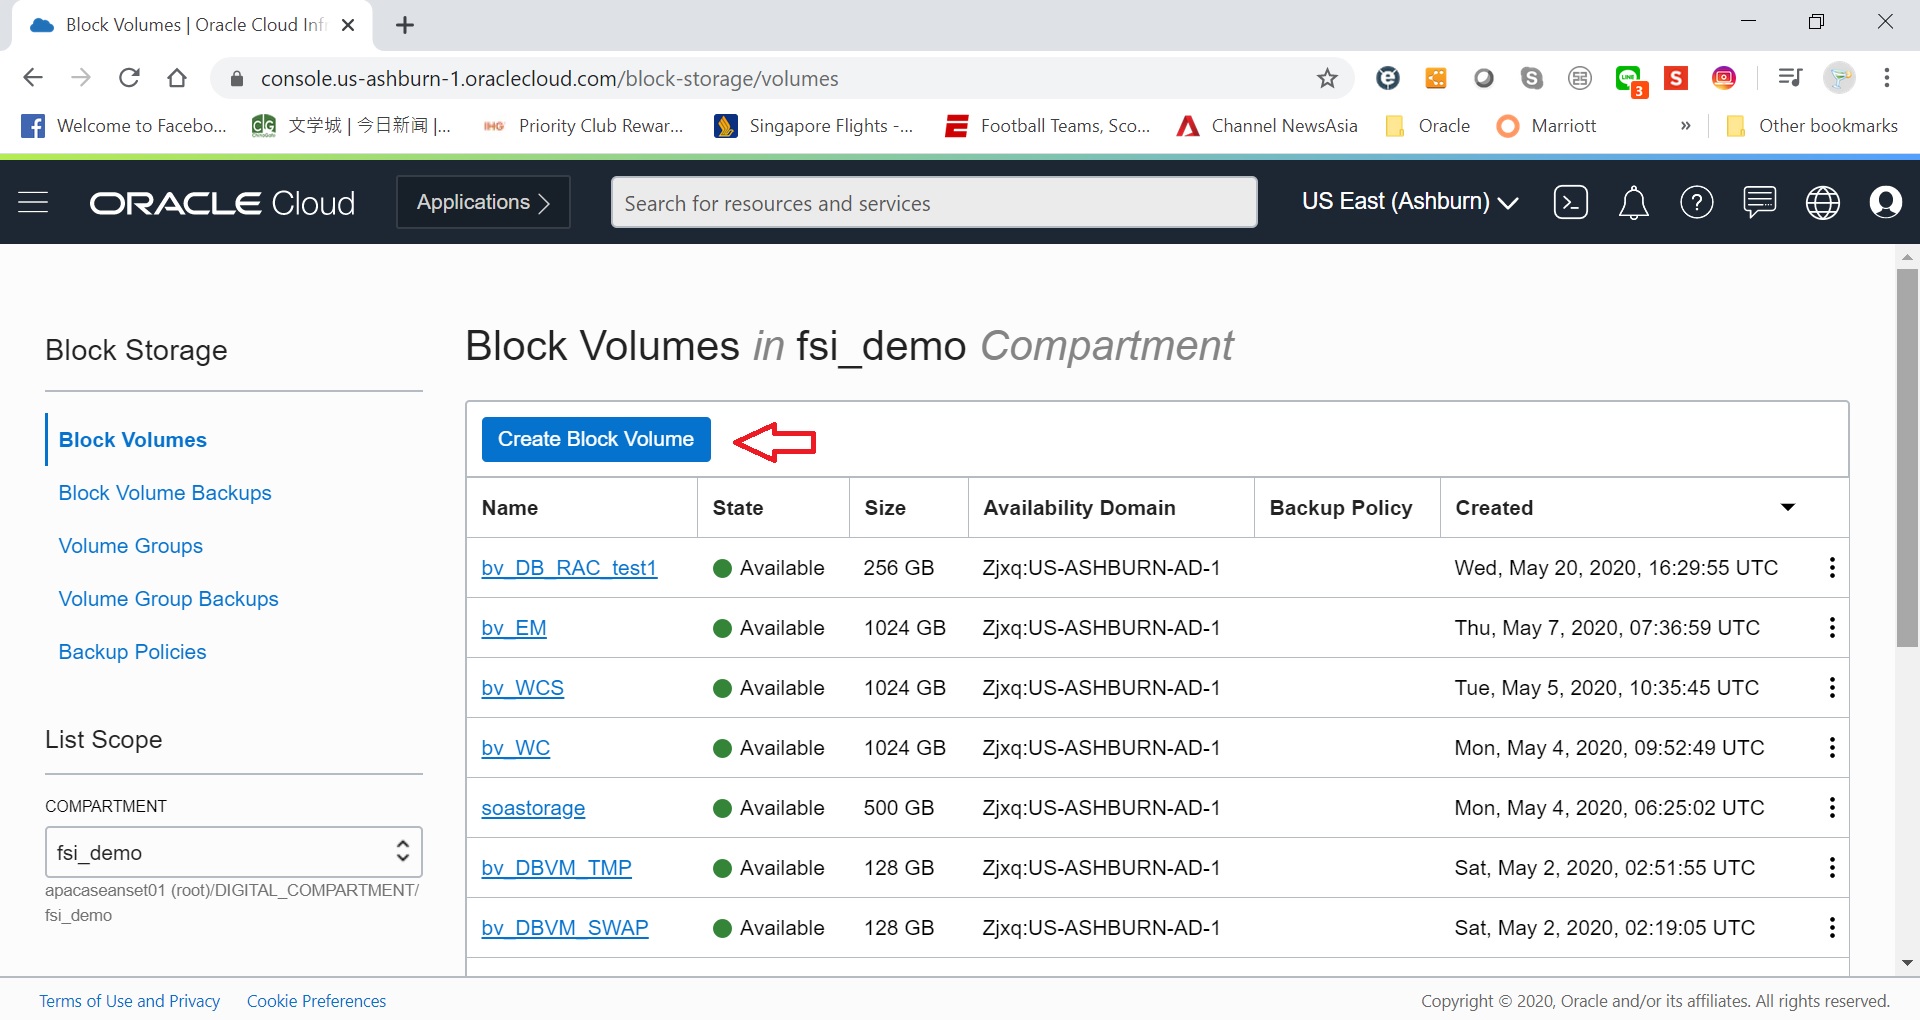 Block Volumes | Oracle Cloud Inf
console.us-ashburn-1.oraclecloud.com/block-storage/volumes
3
Welcome to Facebo...
文学城 | 今日新闻 |...
IHG
Priority Club Rewar...
Singapore Flights -...
Football Teams, Sco...
Channel NewsAsia
Oracle
Marriott
»
Other bookmarks
ORACLE Cloud
Applications
Search for resources and services
US East (Ashburn)
Block Storage
Block Volumes
Block Volume Backups
Volume Groups
Volume Group Backups
Backup Policies
List Scope
COMPARTMENT
fsi_demo
apacaseanset01 (root)/DIGITAL_COMPARTMENT/
fsi_demo
Block Volumes in fsi_demo Compartment
Create Block Volume
Name State Size Availability Domain Backup Policy Created
bv_DB_RAC_test1 Available 256 GB Zjxq:US-ASHBURN-AD-1 Wed, May 20, 2020, 16:29:55 UTC
bv_EM Available 1024 GB Zjxq:US-ASHBURN-AD-1 Thu, May 7, 2020, 07:36:59 UTC
bv_WCS Available 1024 GB Zjxq:US-ASHBURN-AD-1 Tue, May 5, 2020, 10:35:45 UTC
bv_WC Available 1024 GB Zjxq:US-ASHBURN-AD-1 Mon, May 4, 2020, 09:52:49 UTC
soastorage Available 500 GB Zjxq:US-ASHBURN-AD-1 Mon, May 4, 2020, 06:25:02 UTC
bv_DBVM_TMP Available 128 GB Zjxq:US-ASHBURN-AD-1 Sat, May 2, 2020, 02:51:55 UTC
bv_DBVM_SWAP Available 128 GB Zjxq:US-ASHBURN-AD-1 Sat, May 2, 2020, 02:19:05 UTC
Terms of Use and Privacy Cookie Preferences
Copyright © 2020, Oracle and/or its affiliates. All rights reserved.